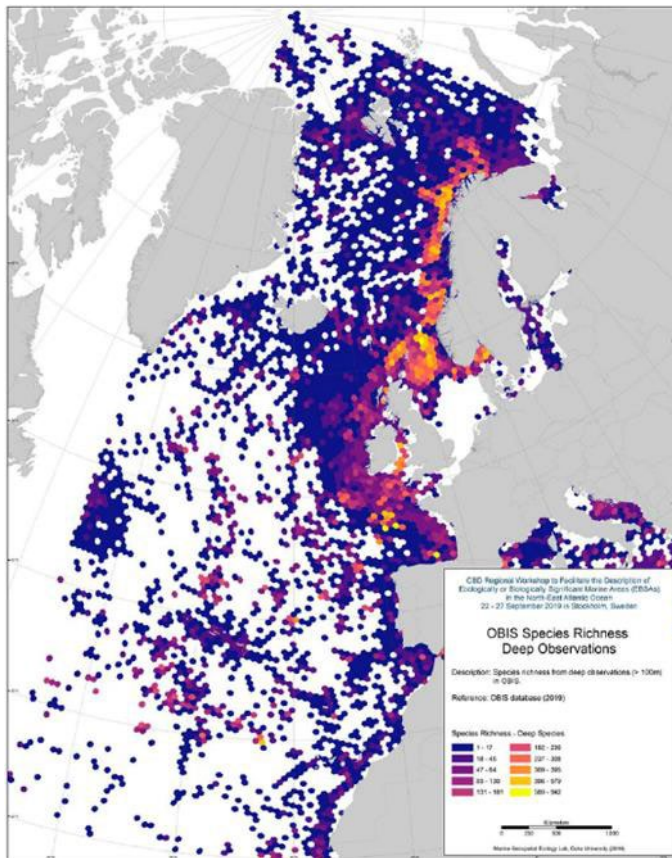 CBD Regional Workshop to Facilitate the Description of
Ecologically or Biologically Significant Marine Areas (EBSAs)
in the North-East Atlantic Ocean
22 - 27 September 2019 in Stockholm, Sweden
OBIS Species Richness
Deep Observations
Description: Species richness from deep observations (> 100m)
in OBIS.
Reference: OBIS database (2019)
Species Richness - Deep Species
1 - 17
18 - 46
47 - 84
131 - 181
182 - 236
237 - 308
309 - 395
Kilometers
0
250
500
1,000
Marine Geospatial Ecology Lab, Duke University (2019)